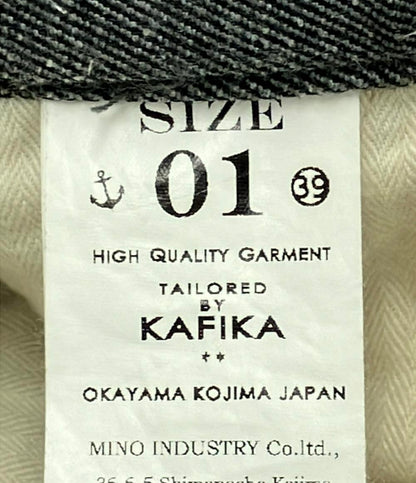 SIZE
01 39
HIGH QUALITY GARMENT
TAILORED
BY
KAFIKA
**
OKAYAMA KOJIMA JAPAN
MINO INDUSTRY Co.ltd.,